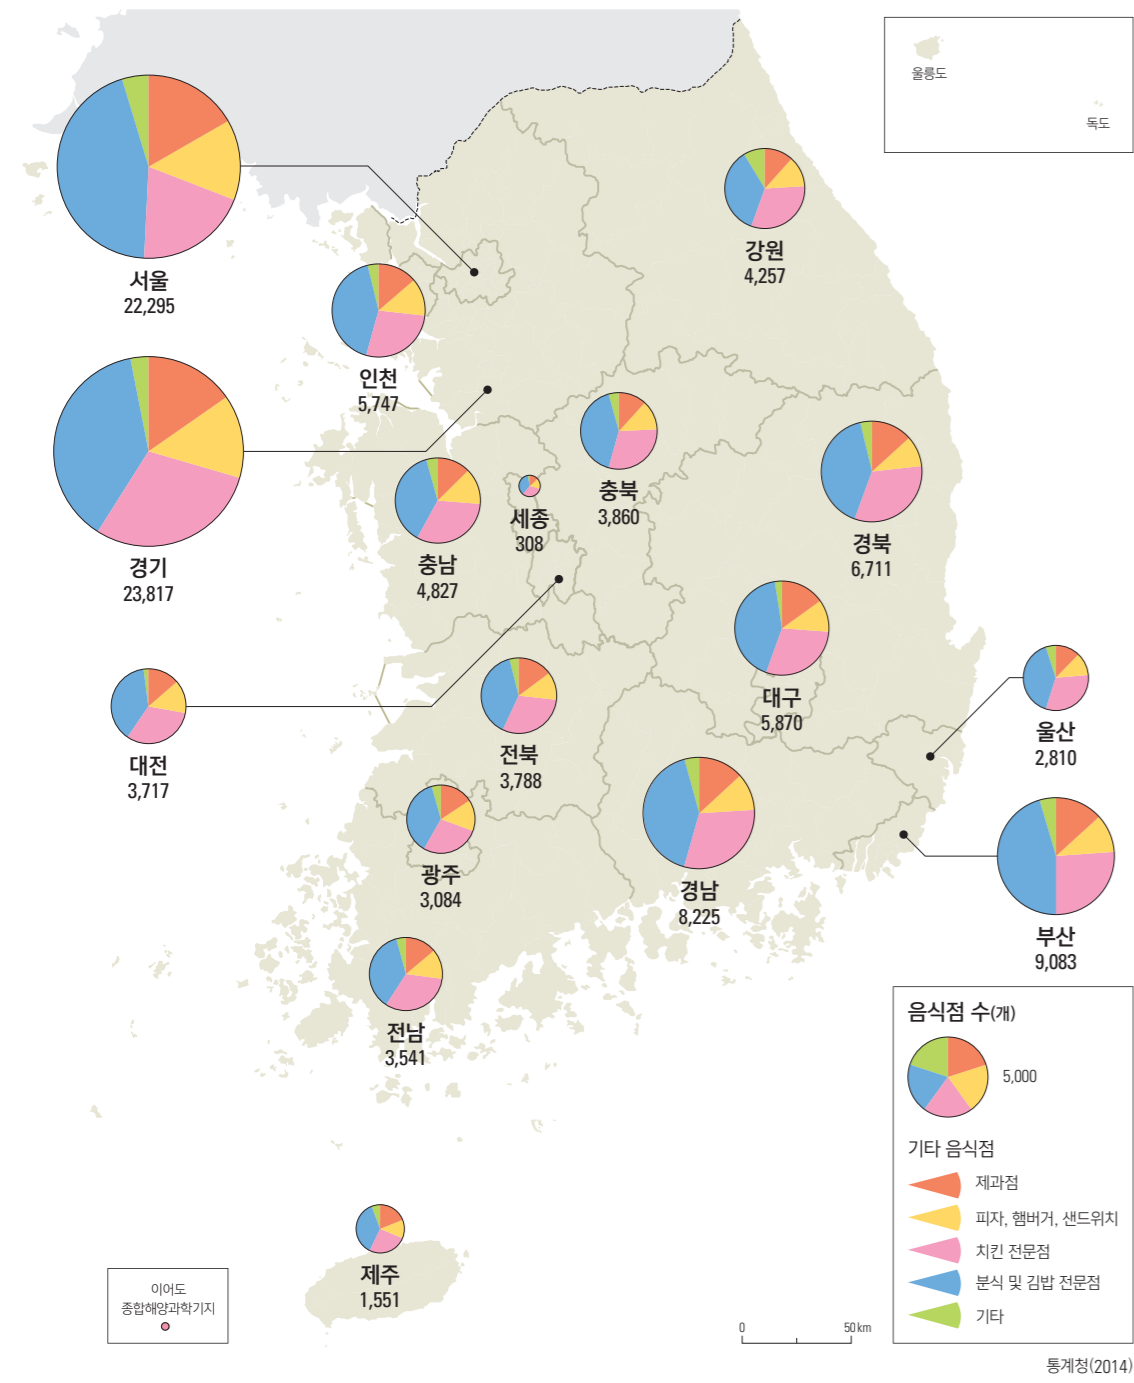 울릉도
독도
서울
22,295
강원
4,257
인천
5,747
경기
23,817
충북
3,860
세종
308
충남
4,827
경북
6,711
대구
5,870
대전
3,717
전북
3,788
울산
2,810
광주
3,084
경남
8,225
부산
9,083
전남
3,541
제주
1,551
이어도
종합해양과학기지
음식점 수(개)
5,000
기타 음식점
제과점
피자, 햄버거, 샌드위치
치킨 전문점
분식 및 김밥 전문점
기타
0 50 km
통계청(2014)